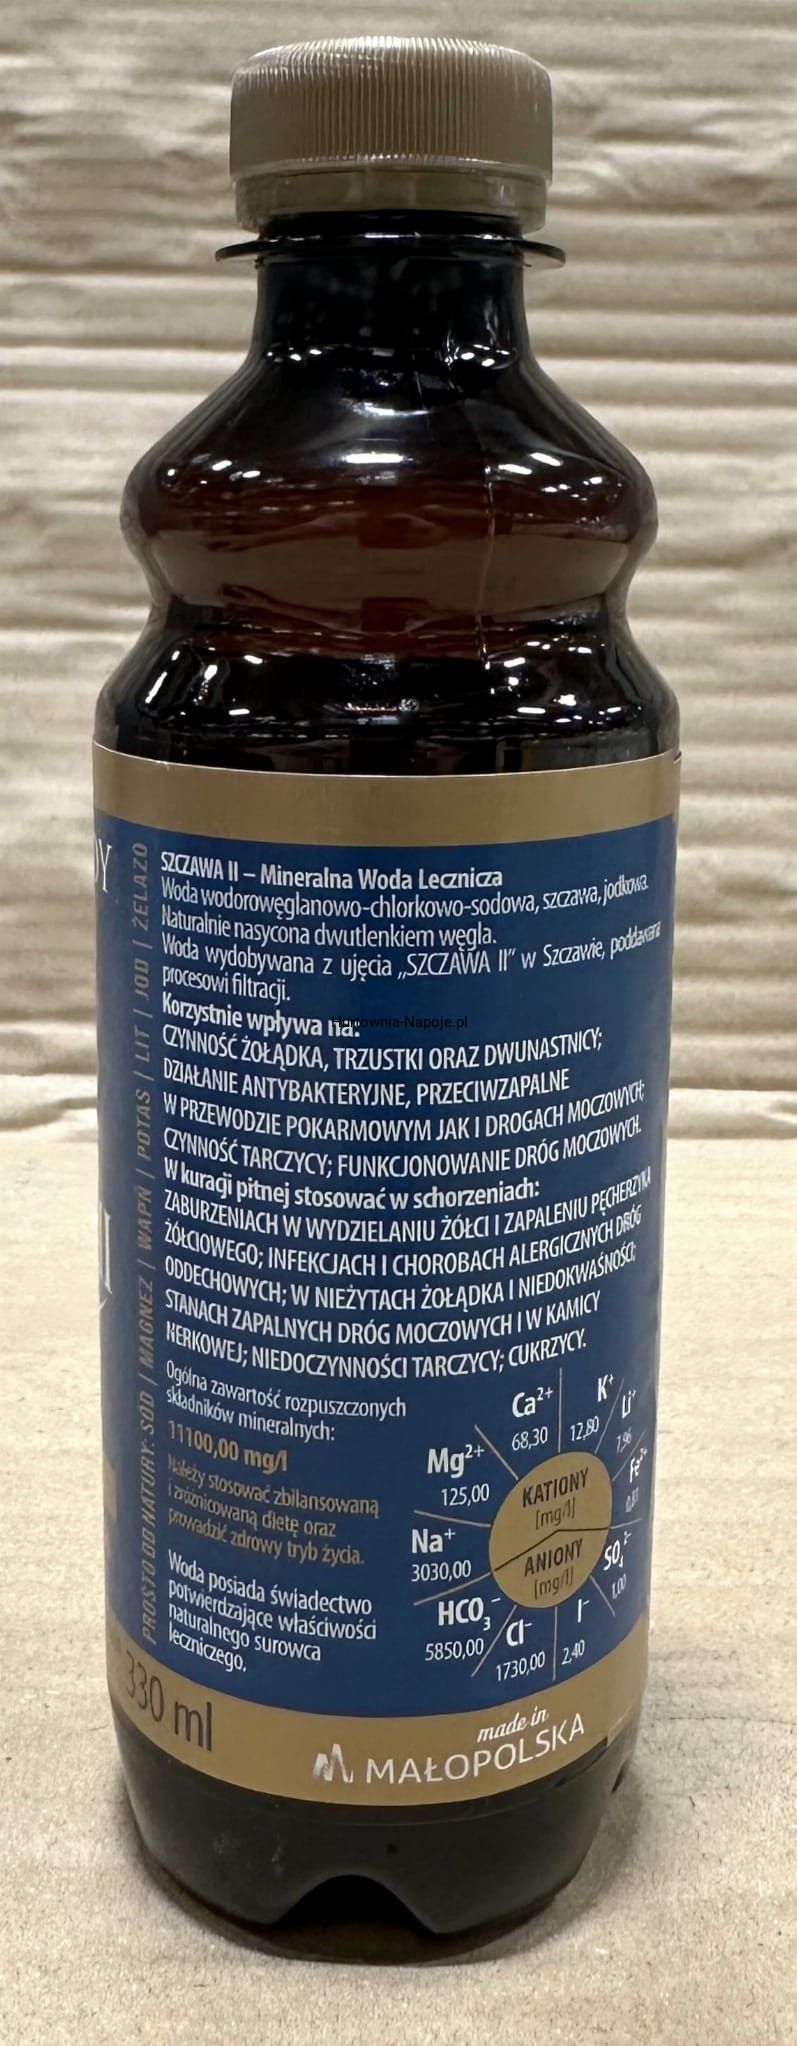 SZCZAWA II – Mineralna Woda Lecznicza
Woda wodorowęglanowo-chlorkowo-sodowa, szczawa, jodkowa.
Naturalnie nasycona dwutlenkiem węgla.
Woda wydobywana z ujęcia „SZCZAWA II” w Szczawie, poddawana
procesowi filtracji.
Korzystnie wpływa na:
Hurtownia-Napoje.pl
CZYNNOŚĆ ŻOŁĄDKA, TRZUSTKI ORAZ DWUNASTNICY;
DZIAŁANIE ANTYBAKTERYJNE, PRZECIWZAPALNE
W PRZEWODZIE POKARMOWYM JAK I DROGACH MOCZOWYCH;
CZYNNOŚĆ TARCZYCY; FUNKCJONOWANIE DRÓG MOCZOWYCH.
W kuracji pitnej stosować w schorzeniach:
ZABURZENIACH W WYDZIELANIU ŻÓŁCI I ZAPALENIU PĘCHERZYKA
ŻÓŁCIOWEGO; INFEKCJACH I CHOROBACH ALERGICZNYCH DRÓG
ODDECHOWYCH; W NIEŻYTACH ŻOŁĄDKA I NIEDOKWAŚNOŚCI;
STANACH ZAPALNYCH DRÓG MOCZOWYCH I W KAMICY
NERKOWEJ; NIEDOCZYNNOŚCI TARCZYCY; CUKRZYCY.
Ogólna zawartość rozpuszczonych
składników mineralnych:
11100,00 mg/l
Należy stosować zbilansowaną
i zróżnicowaną dietę oraz
prowadzić zdrowy tryb życia.
Woda posiada świadectwo
potwierdzające właściwości
naturalnego surowca
leczniczego.
PROSTO OD NATURY: SÓD | MAGNEZ | WAPŃ | POTAS | LIT | JOD | ŻELAZO
KATIONY
[mg/l]
Na⁺
3030,00
Mg²⁺
125,00
Ca²⁺
68,30
K⁺
12,80
Li⁺
1,96
Fe²⁺
ANIONY
[mg/l]
HCO₃⁻
5850,00
Cl⁻
1730,00
I⁻
2,40
SO₄²⁻
1,00
330 ml
made in
MAŁOPOLSKA